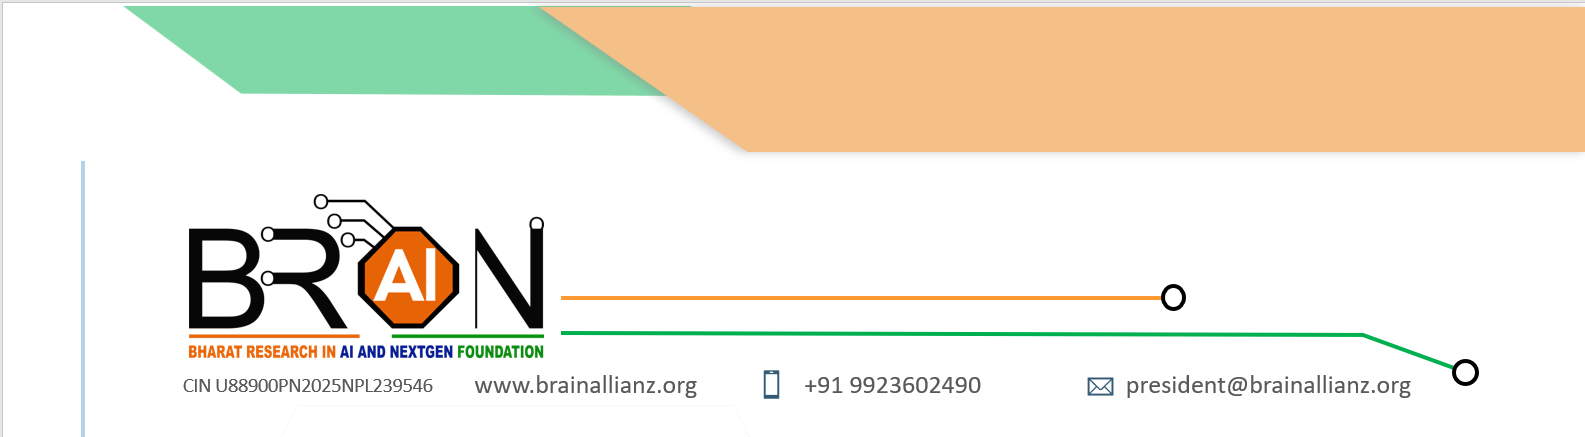 BRAIN
BHARAT RESEARCH IN AI AND NEXTGEN FOUNDATION
CIN U88900PN2025NPL239546 www.brainallianz.org +91 9923602490 president@brainallianz.org